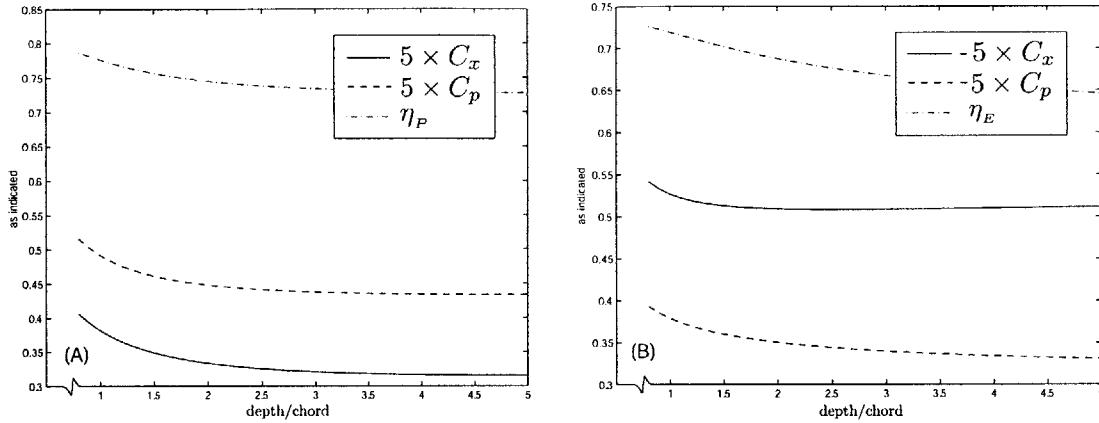 0.85
0.8
0.75
0.7
0.65
0.6
0.55
0.5
0.45
0.4
0.35
0.3
as indicated
5 × C_x
5 × C_p
η_P
(A)
1 1.5 2 2.5 3 3.5 4 4.5 5
depth/chord
0.75
0.7
0.65
0.6
0.55
0.5
0.45
0.4
0.35
0.3
as indicated
-5 × C_x
-5 × C_p
η_E
(B)
1 1.5 2 2.5 3 3.5 4 4.5
depth/chord